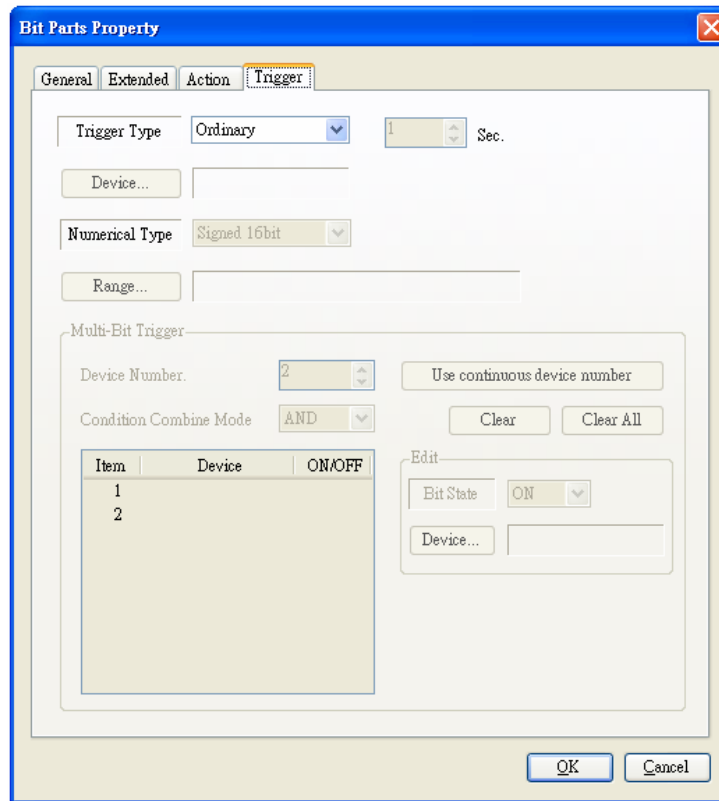 Bit Parts Property
General Extended Action Trigger
Trigger Type Ordinary 1 Sec.
Device...
Numerical Type Signed 16bit
Range...
Multi-Bit Trigger
Device Number. 2 Use continuous device number
Condition Combine Mode AND Clear Clear All
Item Device ON/OFF Edit
1 Bit State ON
2
Device...
OK Cancel